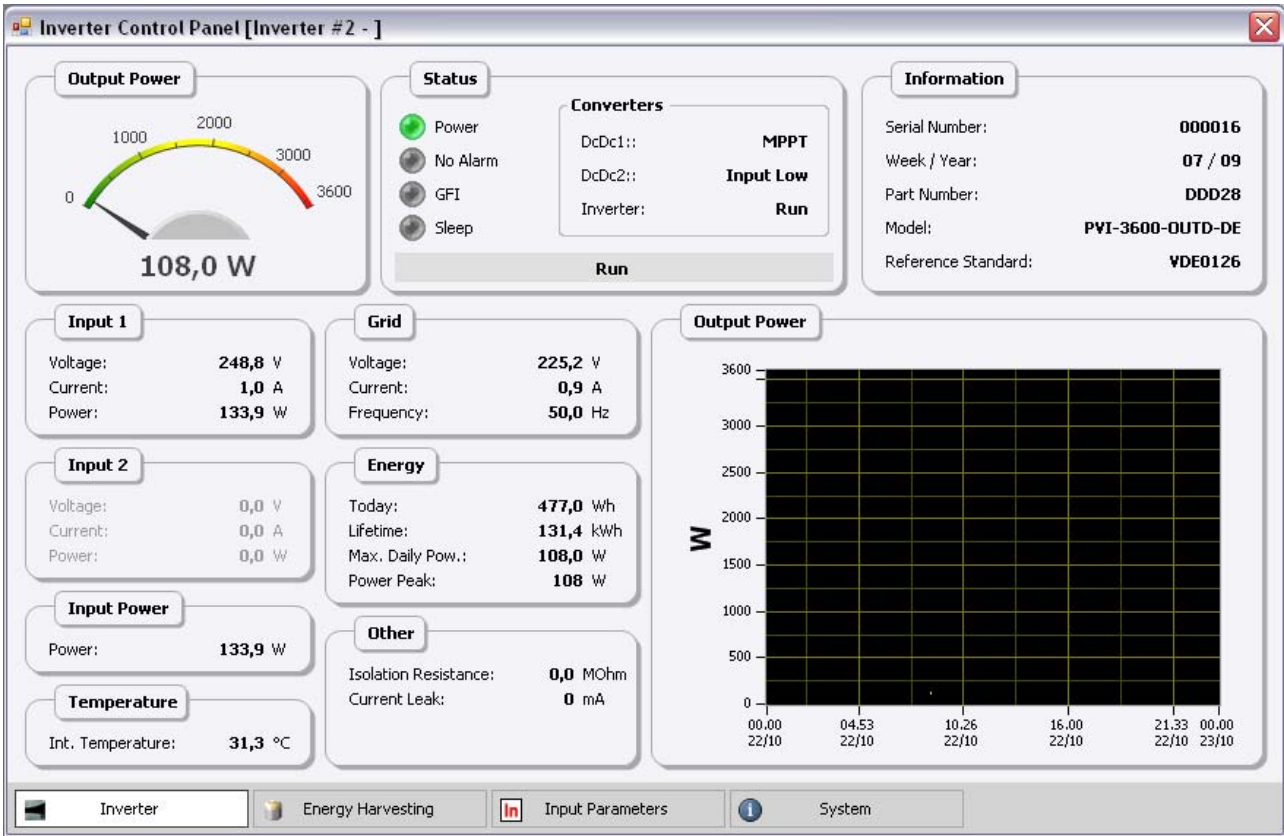 Inverter Control Panel [Inverter #2 - ]
Output Power
0
1000
2000
3000
3600
108,0 W
Status
Power
No Alarm
GFI
Sleep
Converters
DcDc1:: MPPT
DcDc2:: Input Low
Inverter: Run
Run
Information
Serial Number: 000016
Week / Year: 07 / 09
Part Number: DDD28
Model: PVI-3600-OUTD-DE
Reference Standard: VDE0126
Input 1
Voltage: 248,8 V
Current: 1,0 A
Power: 133,9 W
Grid
Voltage: 225,2 V
Current: 0,9 A
Frequency: 50,0 Hz
Input 2
Voltage: 0,0 V
Current: 0,0 A
Power: 0,0 W
Energy
Today: 477,0 Wh
Lifetime: 131,4 kWh
Max. Daily Pow.: 108,0 W
Power Peak: 108 W
Input Power
Power: 133,9 W
Other
Isolation Resistance: 0,0 MOhm
Current Leak: 0 mA
Temperature
Int. Temperature: 31,3 °C
Output Power
W
3600
3000
2500
2000
1500
1000
500
0
00.00 04.53 10.26 16.00 21.33 00.00
22/10 22/10 22/10 22/10 22/10 23/10
Inverter
Energy Harvesting
In Input Parameters
i System